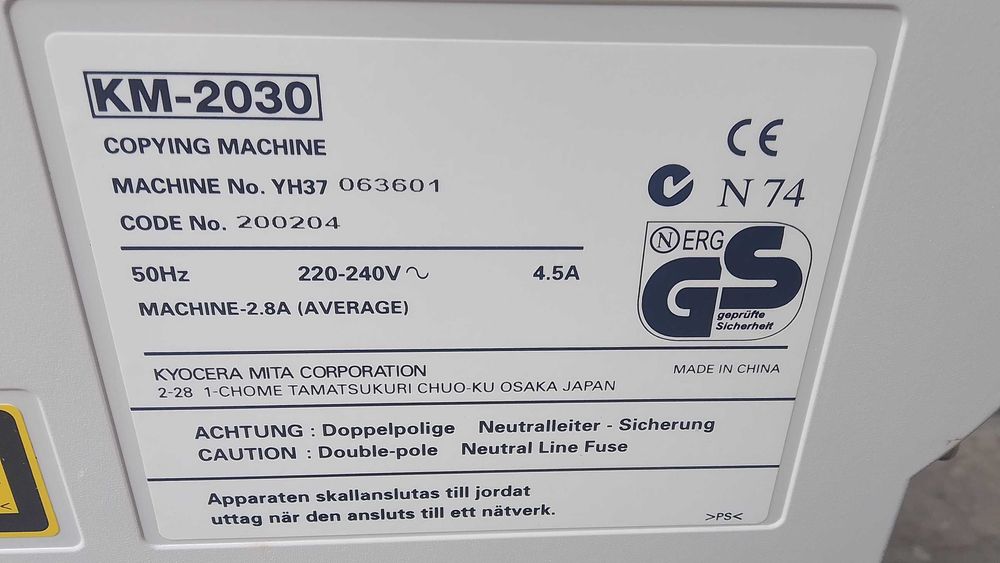 KM-2030
COPYING MACHINE
MACHINE No. YH37 063601
CODE No. 200204
CE
N 74
N ERG
GS
geprüfte
Sicherheit
50Hz 220-240V~ 4.5A
MACHINE-2.8A (AVERAGE)
KYOCERA MITA CORPORATION
2-28 1-CHOME TAMATSUKURI CHUO-KU OSAKA JAPAN
MADE IN CHINA
ACHTUNG : Doppelpolige Neutralleiter - Sicherung
CAUTION : Double-pole Neutral Line Fuse
Apparaten skallanslutas till jordat
uttag när den ansluts till ett nätverk.
>PS<